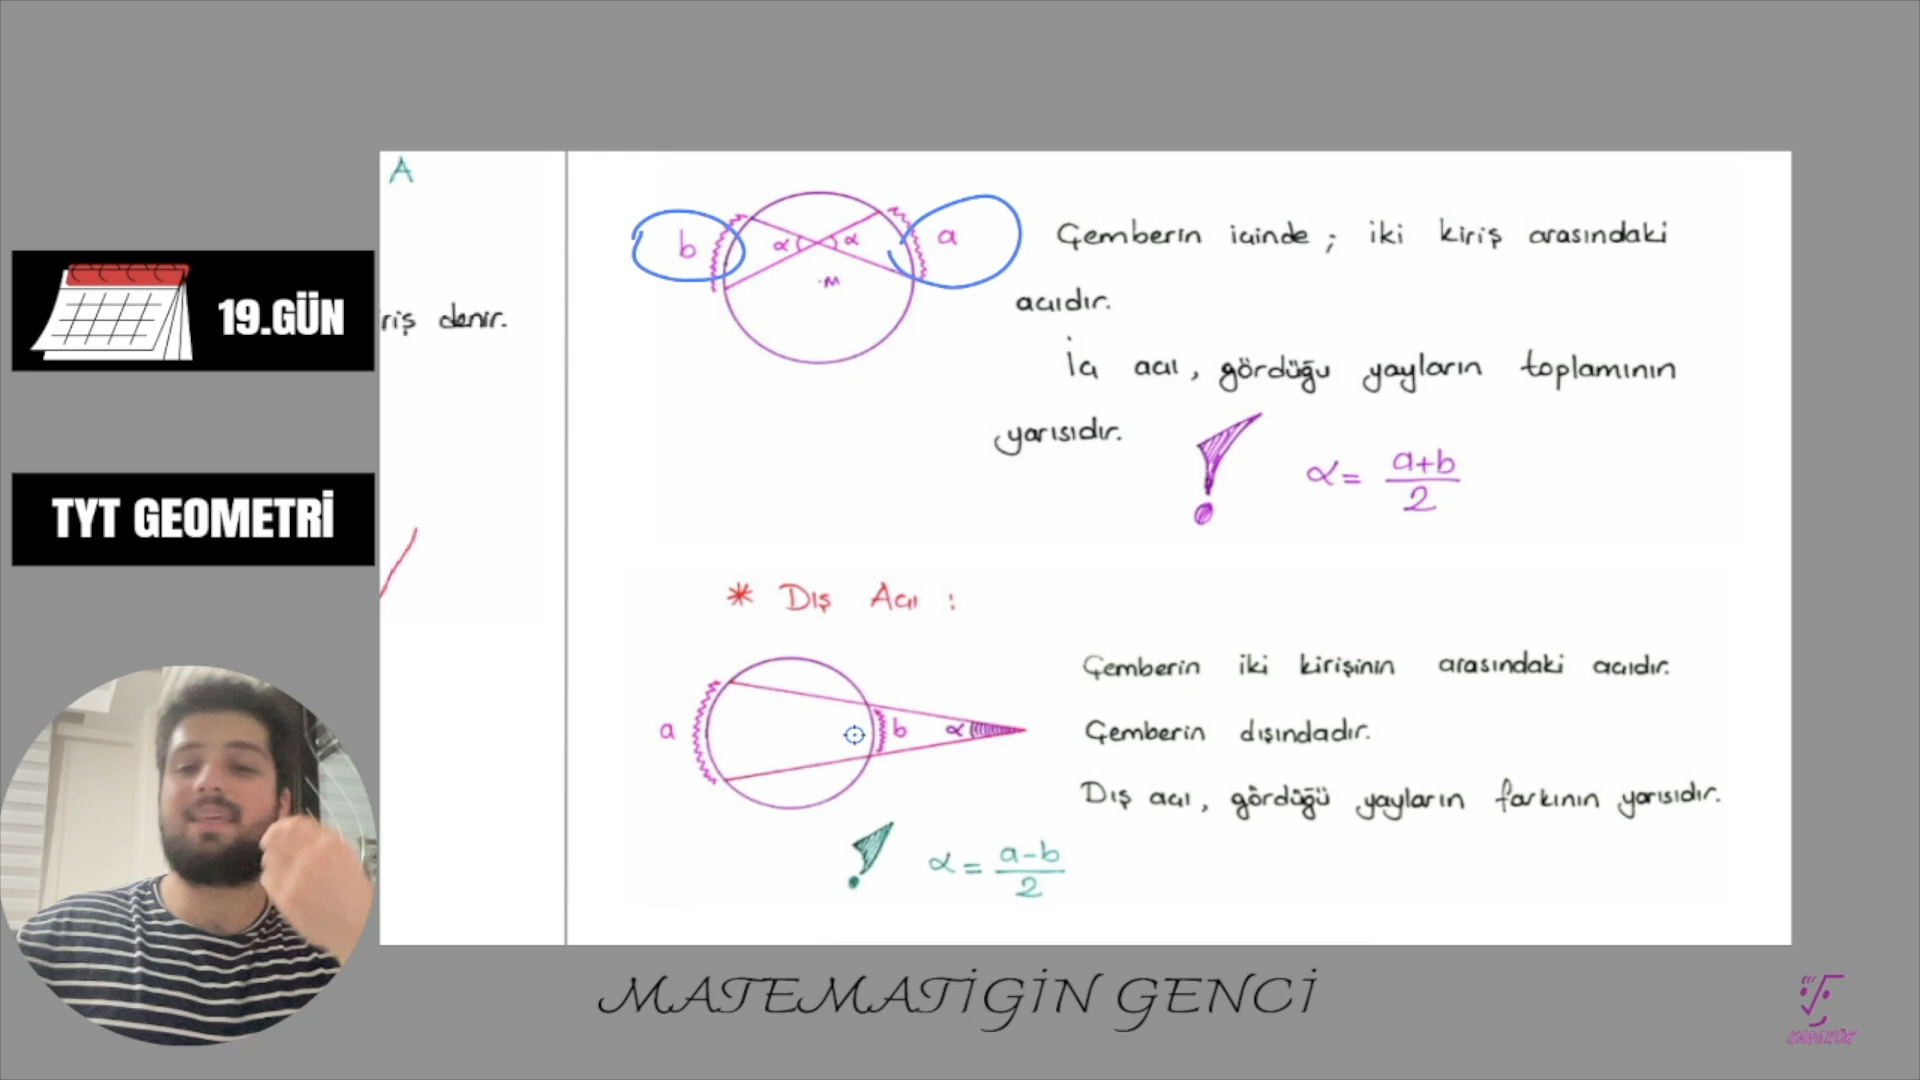 A
riş denir.
19.GÜN
TYT GEOMETRİ
b
α
α
a
.M
Çemberin içinde ; iki kiriş arasındaki
açıdır.
İç açı, gördüğü yayların toplamının
yarısıdır.
α = a+b / 2
* Dış Açı :
a
b
α
Çemberin iki kirişinin arasındaki açıdır.
Çemberin dışındadır.
Dış açı, gördüğü yayların farkının yarısıdır.
α = a-b / 2
MATEMATİĞİN GENCİ
KAREKÖK